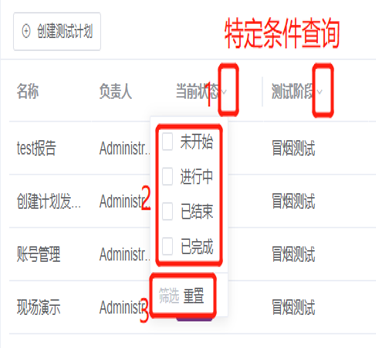 创建测试计划
特定条件查询
名称 负责人 当前状态 测试阶段
1
未开始
test报告 Administr... 冒烟测试
进行中
创建计划发... Administr... 冒烟测试
2 已结束
已完成
账号管理 Administr... 冒烟测试
筛选 重置
现场演示 Administr 冒烟测试
3